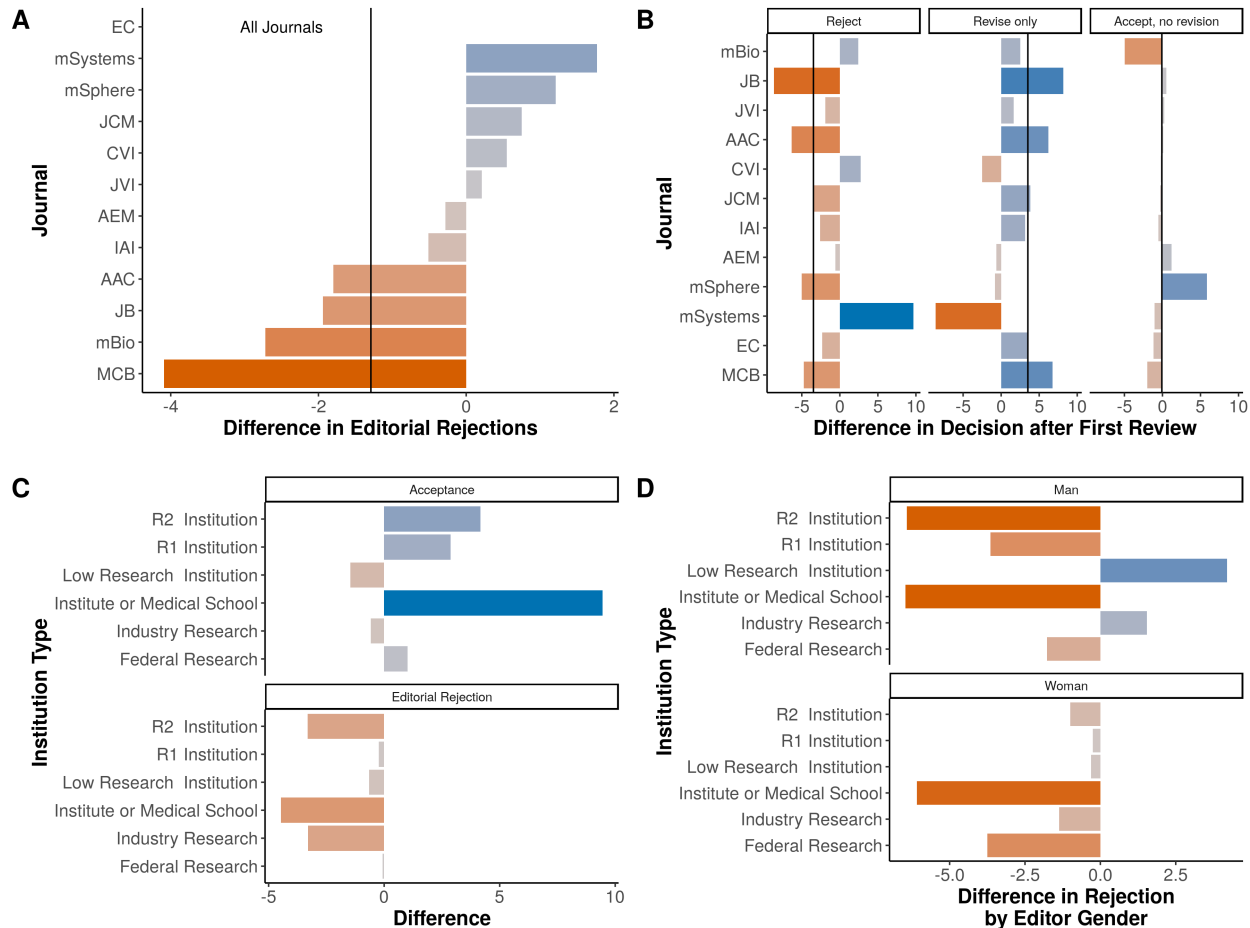 A
All Journals
Journal
EC
mSystems
mSphere
JCM
CVI
JVI
AEM
IAI
AAC
JB
mBio
MCB
-4 -2 0 2
Difference in Editorial Rejections
B
Reject Revise only Accept, no revision
Journal
mBio
JB
JVI
AAC
CVI
JCM
IAI
AEM
mSphere
mSystems
EC
MCB
-5 0 5 10 -5 0 5 10 -5 0 5 10
Difference in Decision after First Review
C
Acceptance
Institution Type
R2 Institution
R1 Institution
Low Research Institution
Institute or Medical School
Industry Research
Federal Research
Editorial Rejection
R2 Institution
R1 Institution
Low Research Institution
Institute or Medical School
Industry Research
Federal Research
-5 0 5 10
Difference
D
Man
Institution Type
R2 Institution
R1 Institution
Low Research Institution
Institute or Medical School
Industry Research
Federal Research
Woman
R2 Institution
R1 Institution
Low Research Institution
Institute or Medical School
Industry Research
Federal Research
-5.0 -2.5 0.0 2.5
Difference in Rejection
by Editor Gender